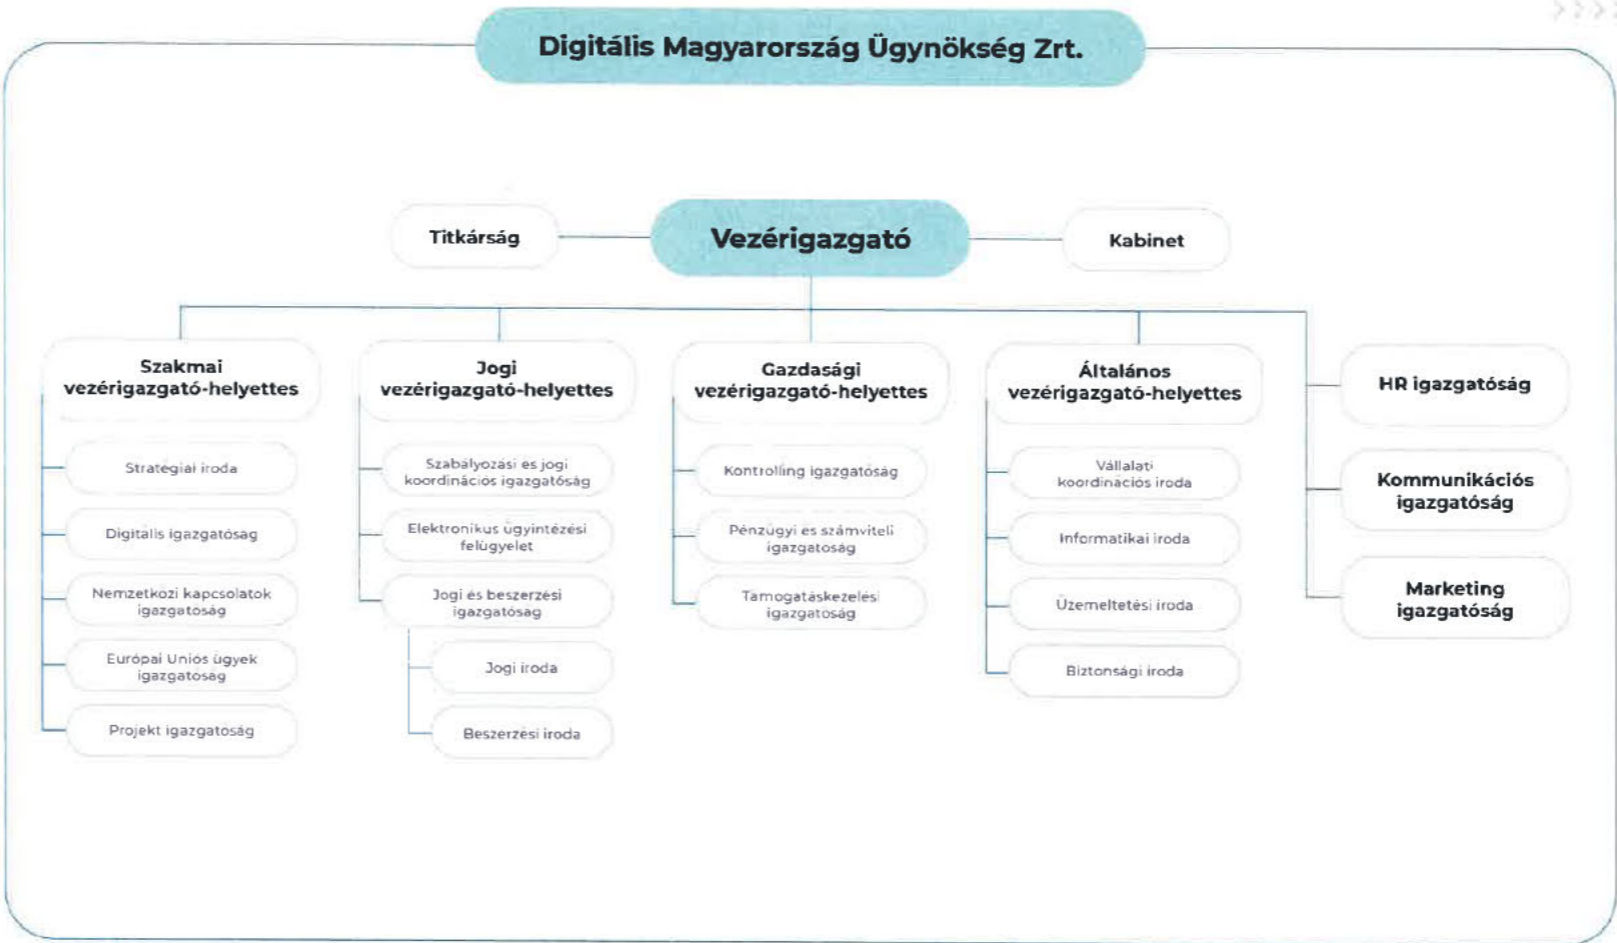 Digitális Magyarország Ügynökség Zrt.
Titkárság
Vezérigazgató
Kabinet
Szakmai
vezérigazgató-helyettes
Stratégiai iroda
Digitális igazgatóság
Nemzetközi kapcsolatok
igazgatóság
Európai Uniós ügyek
igazgatóság
Projekt igazgatóság
Jogi
vezérigazgató-helyettes
Szabályozási és jogi
koordinációs igazgatóság
Elektronikus ügyintézési
felügyelet
Jogi és beszerzési
igazgatóság
Jogi iroda
Beszerzési iroda
Gazdasági
vezérigazgató-helyettes
Kontrolling igazgatóság
Pénzügyi és számviteli
igazgatóság
Támogatáskezelési
igazgatóság
Általános
vezérigazgató-helyettes
Vállalati
koordinációs iroda
Informatikai iroda
Üzemeltetési iroda
Biztonsági iroda
HR igazgatóság
Kommunikációs
igazgatóság
Marketing
igazgatóság